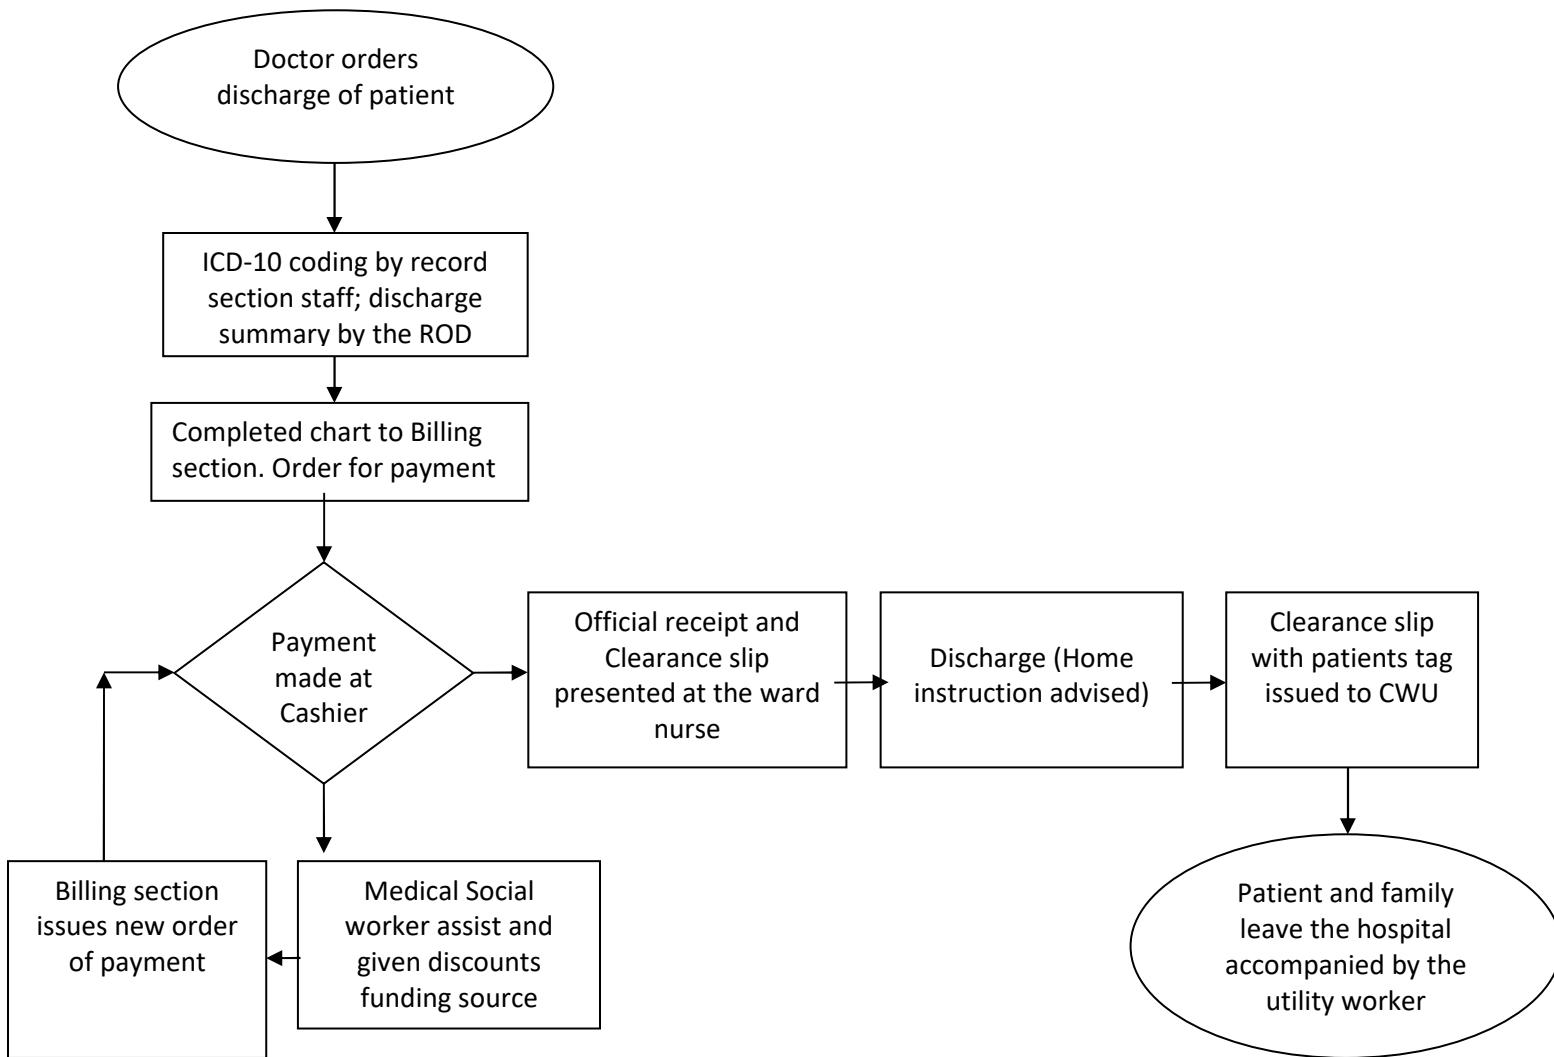 Doctor orders
discharge of patient
ICD-10 coding by record
section staff; discharge
summary by the ROD
Completed chart to Billing
section. Order for payment
Payment
made at
Cashier
Official receipt and
Clearance slip
presented at the ward
nurse
Discharge (Home
instruction advised)
Clearance slip
with patients tag
issued to CWU
Billing section
issues new order
of payment
Medical Social
worker assist and
given discounts
funding source
Patient and family
leave the hospital
accompanied by the
utility worker